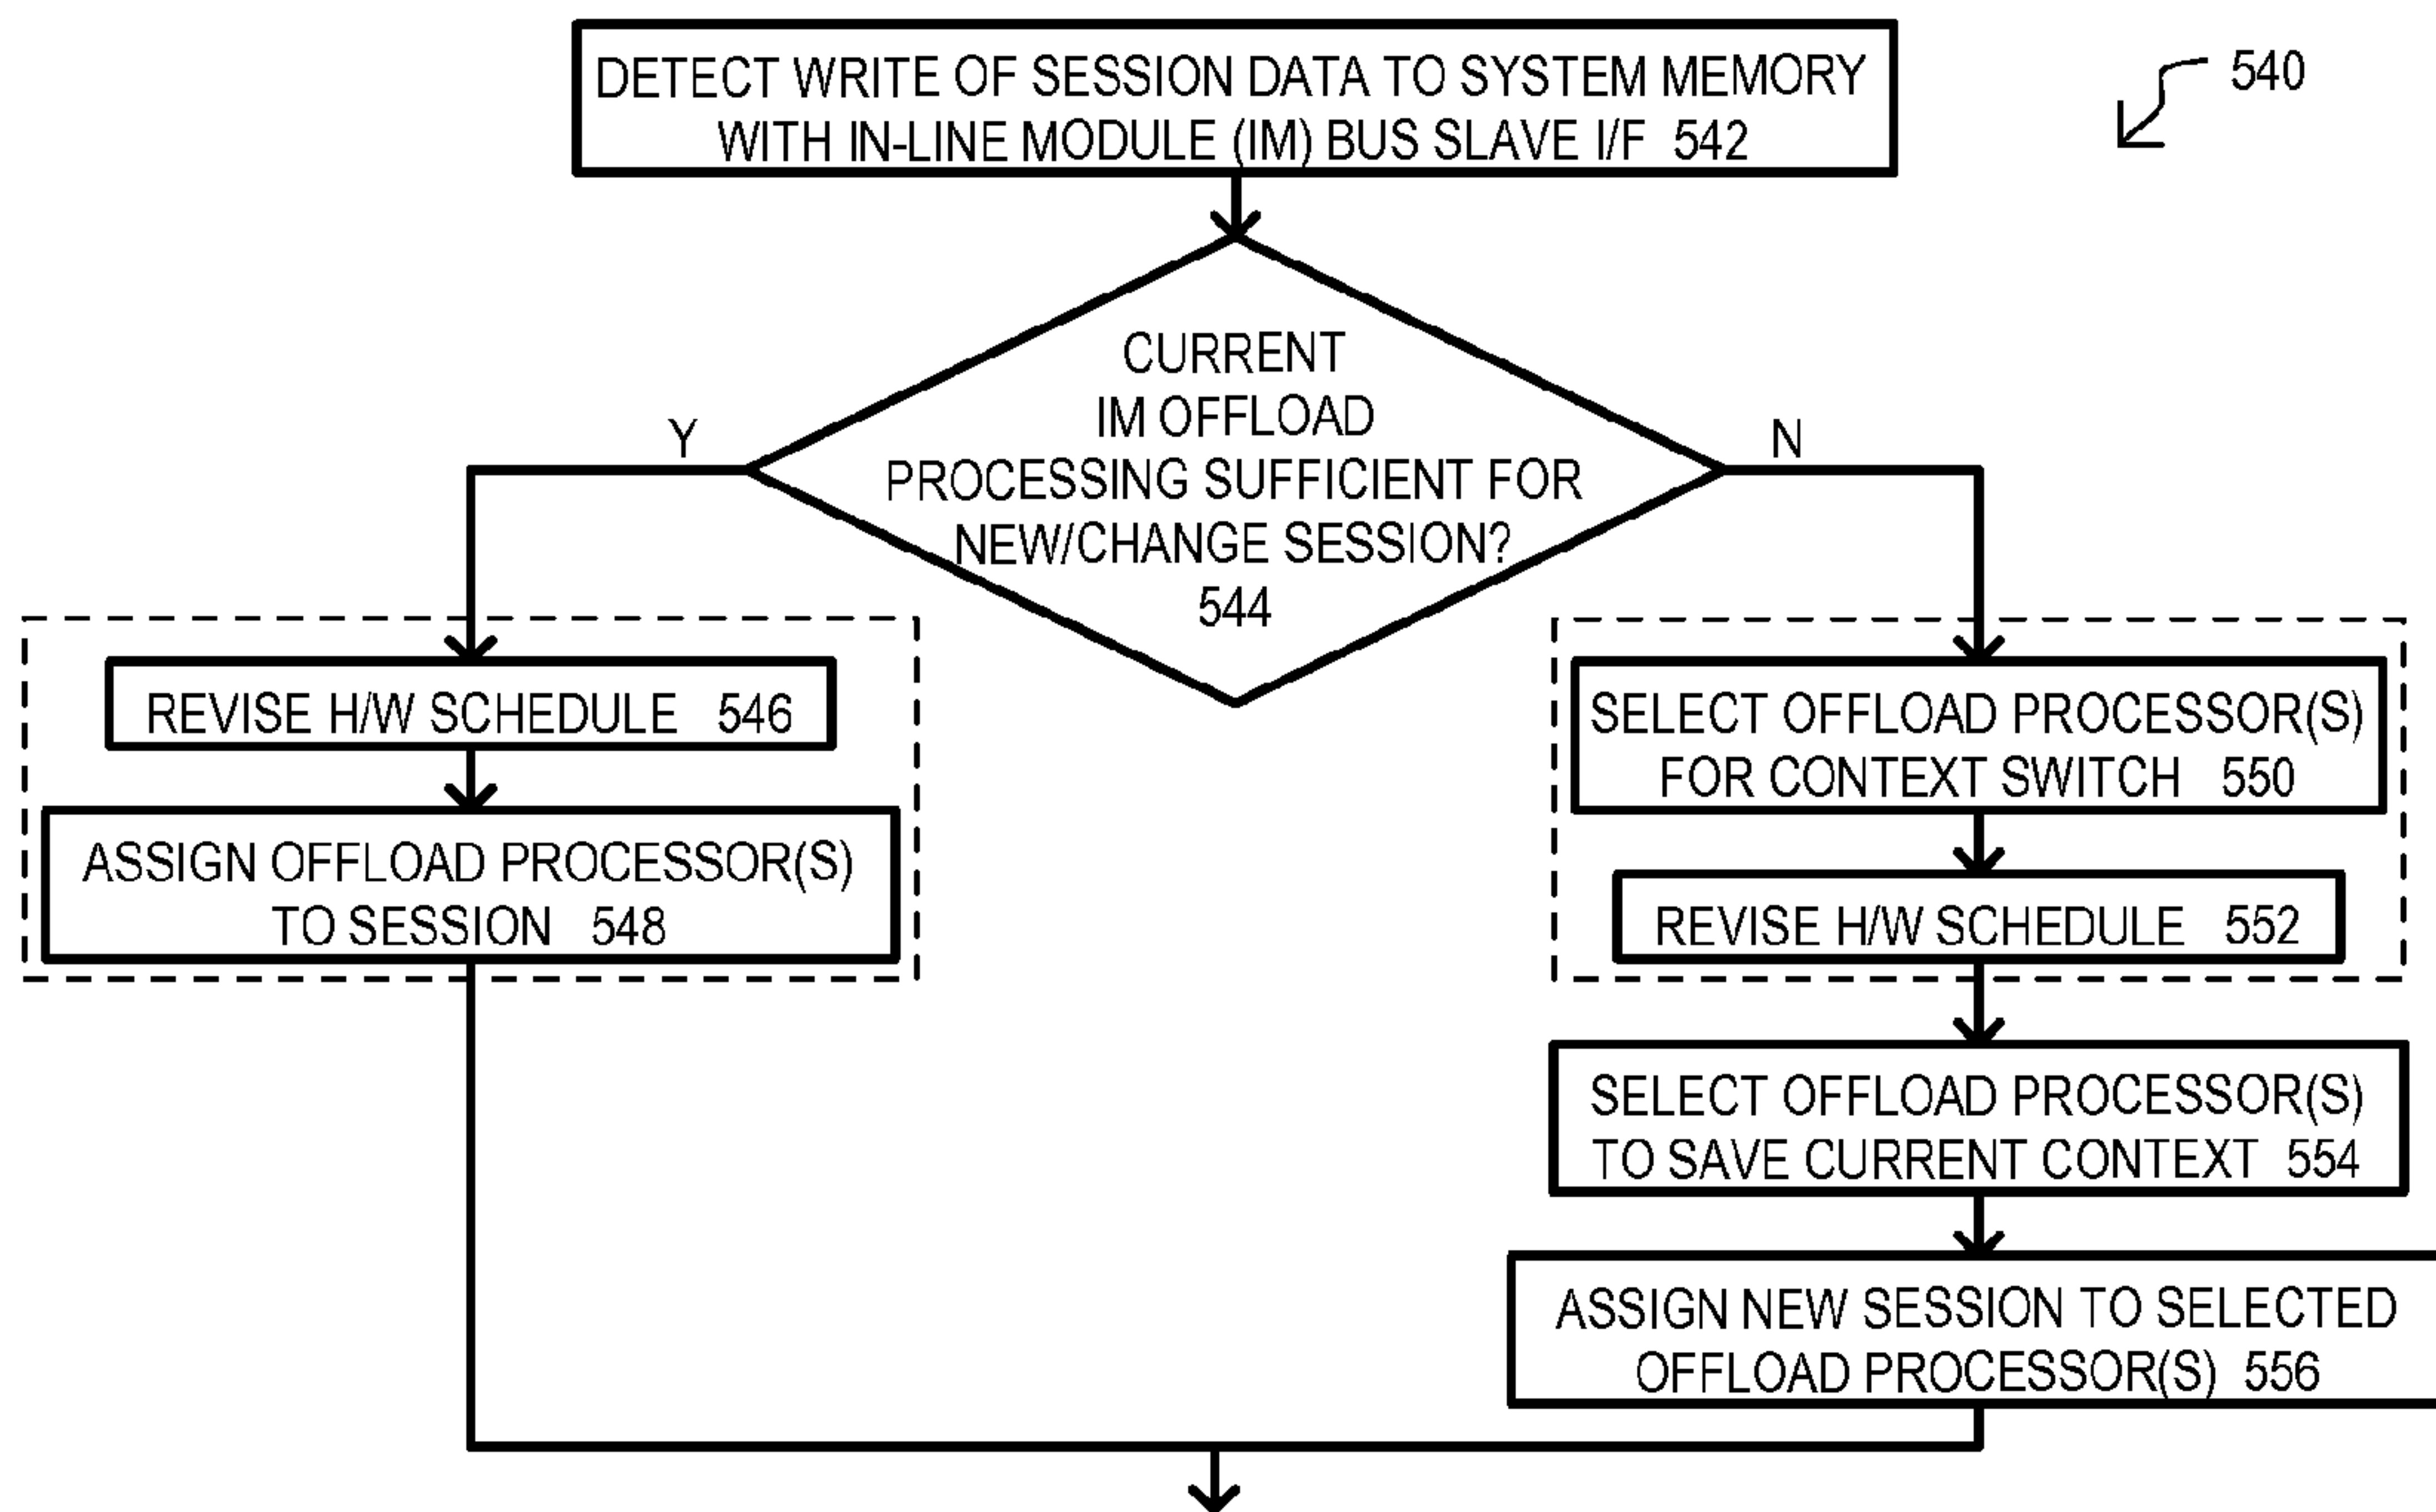 DETECT WRITE OF SESSION DATA TO SYSTEM MEMORY
WITH IN-LINE MODULE (IM) BUS SLAVE I/F 542
540
CURRENT
IM OFFLOAD
PROCESSING SUFFICIENT FOR
NEW/CHANGE SESSION?
544
Y
N
REVISE H/W SCHEDULE 546
ASSIGN OFFLOAD PROCESSOR(S)
TO SESSION 548
SELECT OFFLOAD PROCESSOR(S)
FOR CONTEXT SWITCH 550
REVISE H/W SCHEDULE 552
SELECT OFFLOAD PROCESSOR(S)
TO SAVE CURRENT CONTEXT 554
ASSIGN NEW SESSION TO SELECTED
OFFLOAD PROCESSOR(S) 556